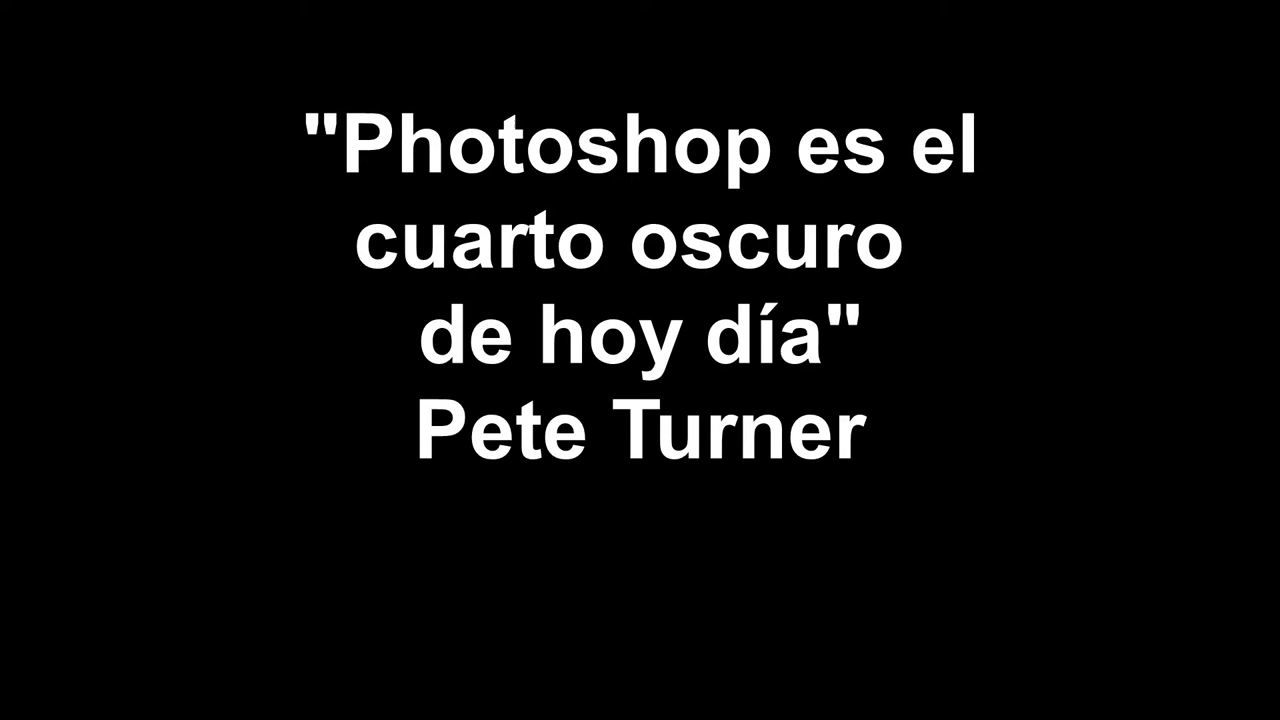 "Photoshop es el
cuarto oscuro
de hoy día"
Pete Turner